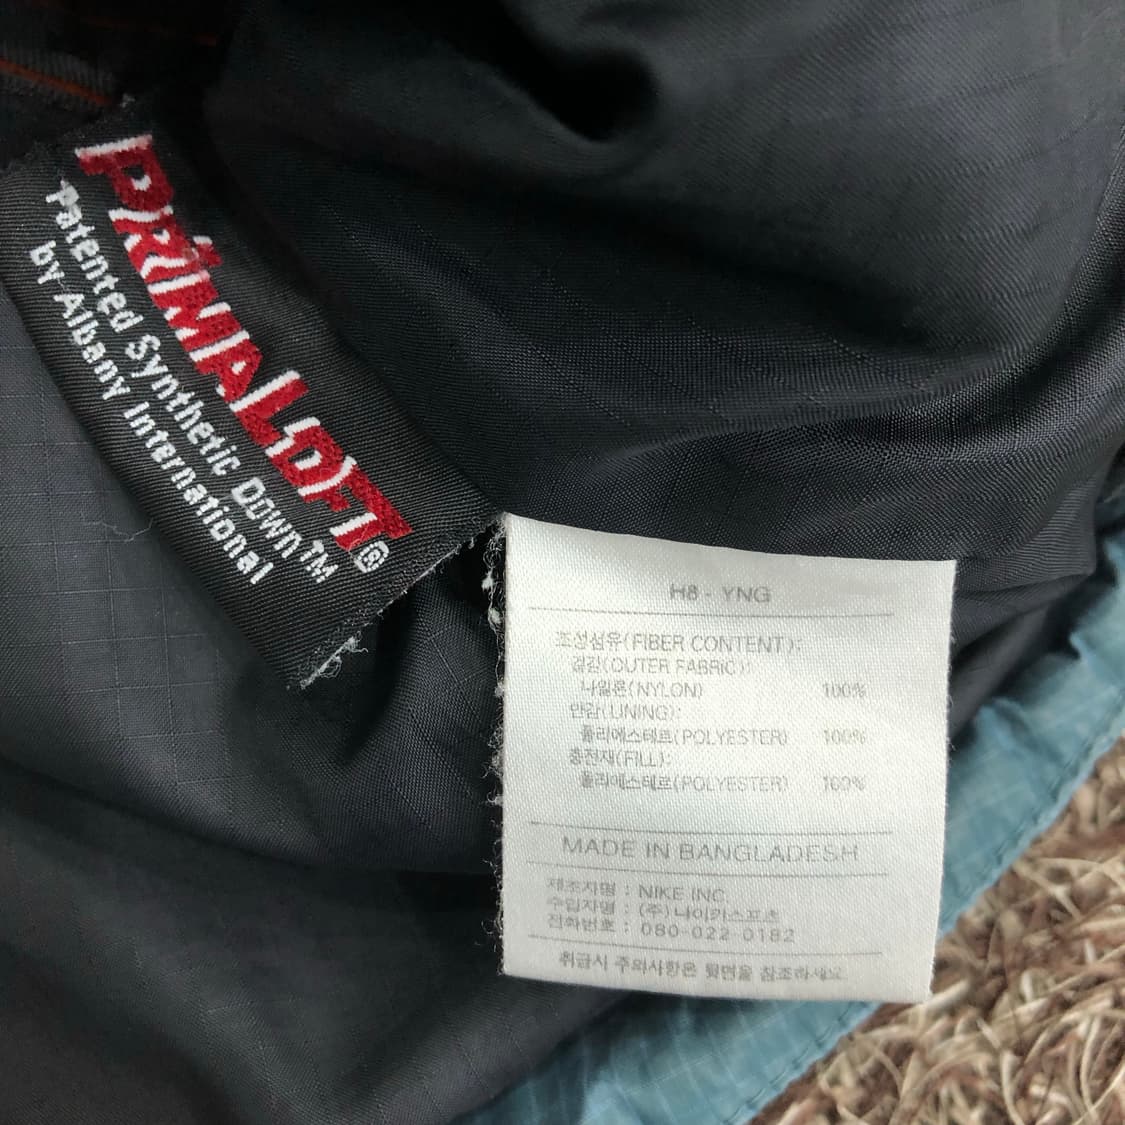 PRIMALOFT®
Patented Synthetic DOWN™
by Albany International
H8 - YNG
조성섬유(FIBER CONTENT):
겉감(OUTER FABRIC):
나일론(NYLON) 100%
안감(LINING):
폴리에스테르(POLYESTER) 100%
충전재(FILL):
폴리에스테르(POLYESTER) 100%
MADE IN BANGLADESH
제조자명 : NIKE INC.
수입자명 : (주)나이키스포츠
전화번호 : 080-022-0182
취급시 주의사항은 뒷면을 참조하세요.